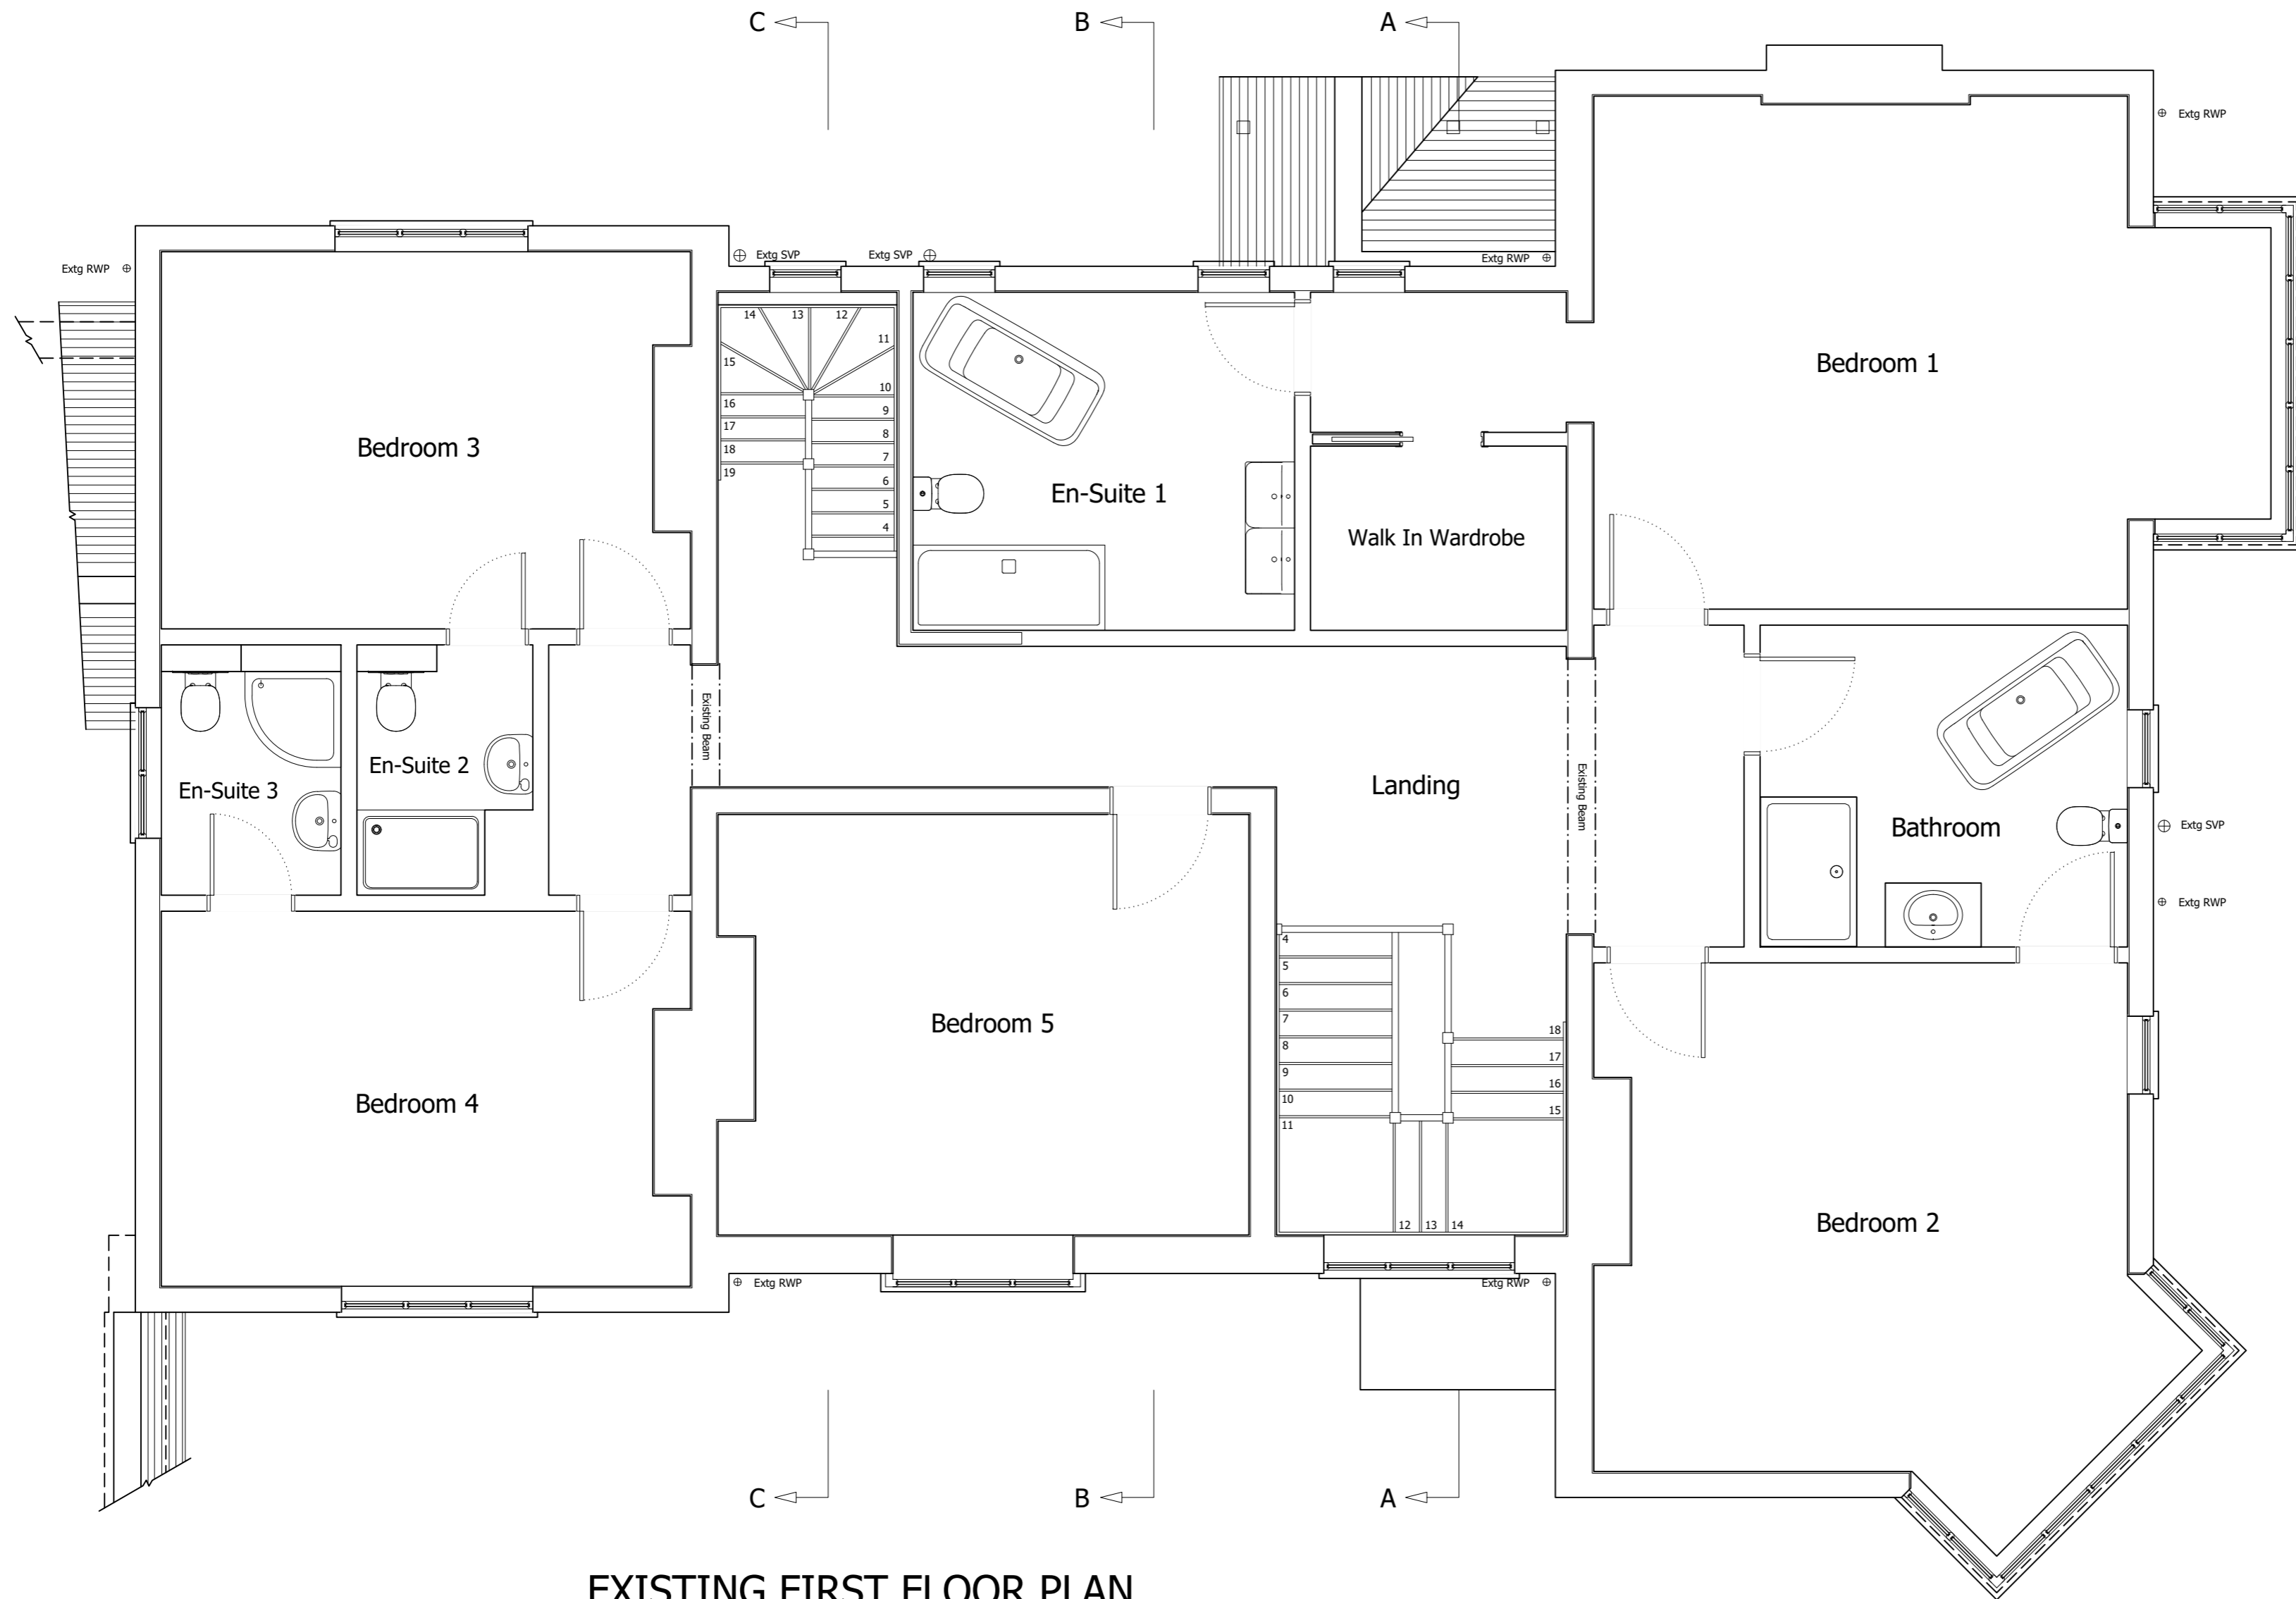 C
B
A
Extg RWP
Extg RWP
Extg SVP
Extg SVP
Extg RWP
14
13
12
11
15
10
16
9
17
8
18
7
19
6
5
4
Bedroom 1
Bedroom 3
En-Suite 1
Walk In Wardrobe
Existing Beam
En-Suite 2
En-Suite 3
Landing
Existing Beam
Bathroom
Extg SVP
Extg RWP
4
5
6
7
8
9
10
11
18
17
16
15
12
13
14
Bedroom 5
Bedroom 4
Bedroom 2
Extg RWP
Extg RWP
C
B
A
EXISTING FIRST FLOOR PLAN